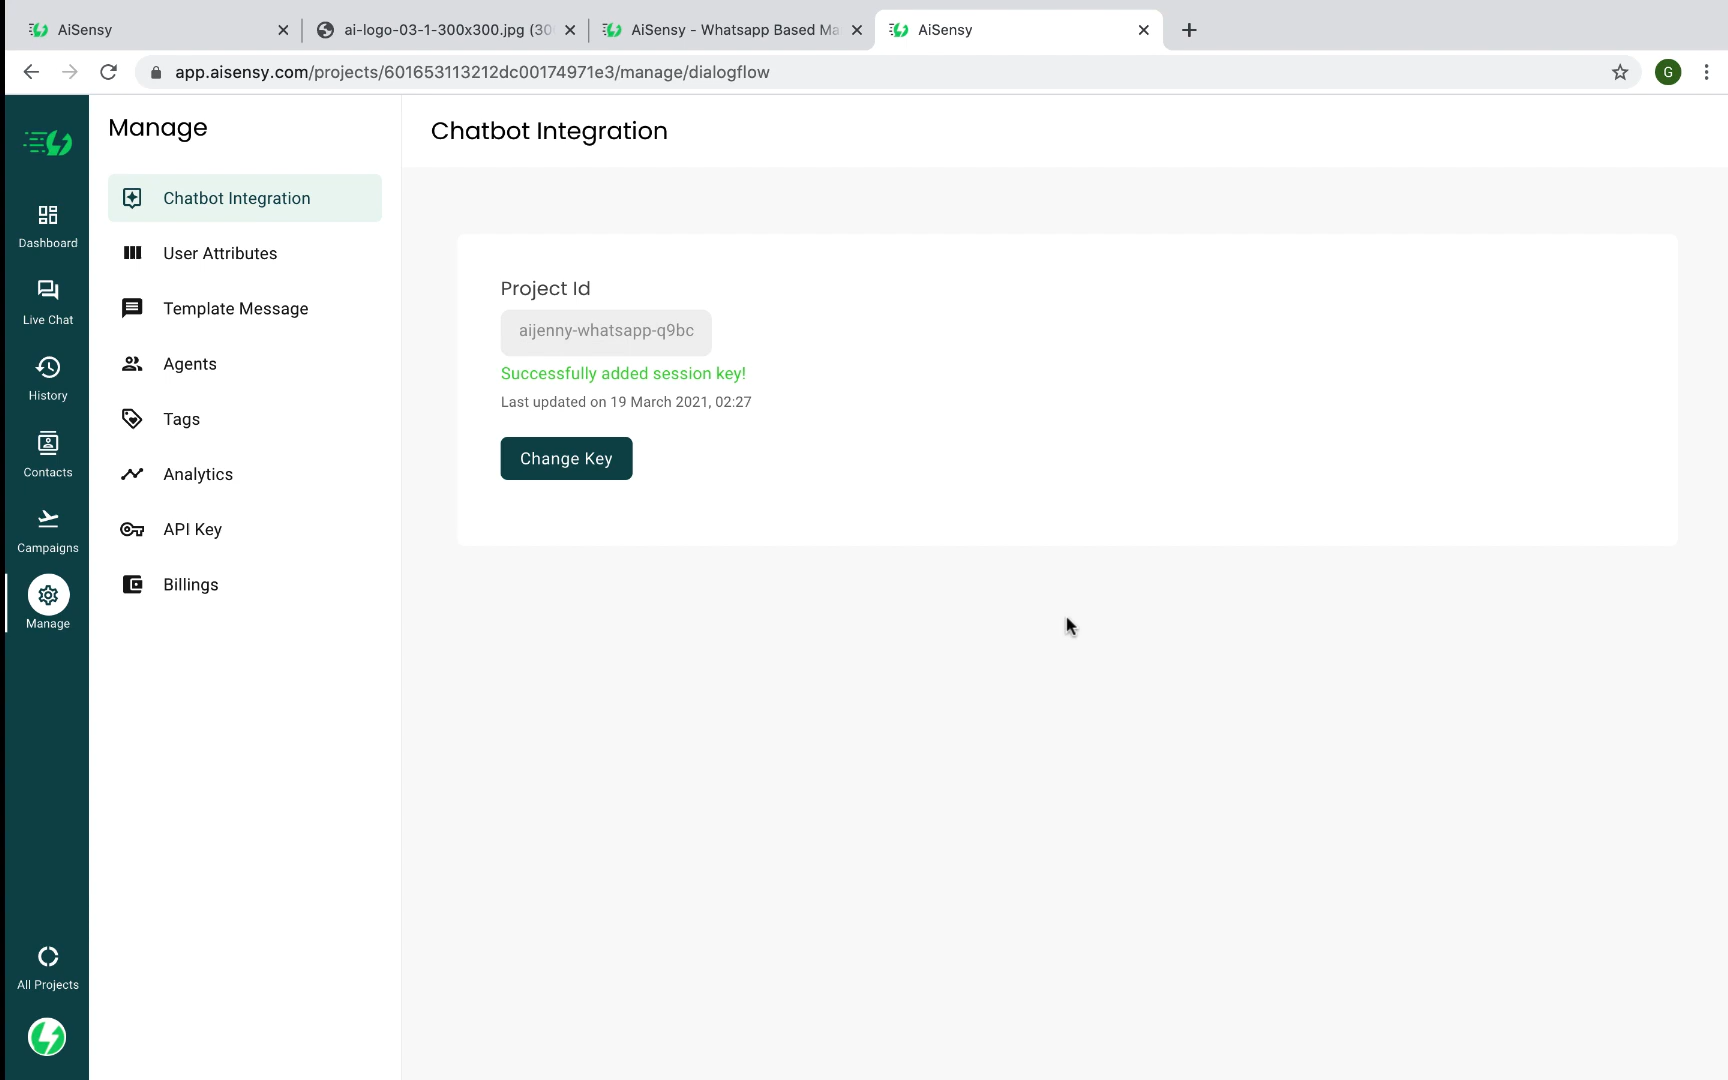 AiSensy
ai-logo-03-1-300x300.jpg (30
AiSensy - Whatsapp Based Ma
AiSensy
app.aisensy.com/projects/601653113212dc00174971e3/manage/dialogflow
G
Dashboard
Live Chat
History
Contacts
Campaigns
Manage
All Projects
Manage
Chatbot Integration
User Attributes
Template Message
Agents
Tags
Analytics
API Key
Billings
Chatbot Integration
Project Id
aijenny-whatsapp-q9bc
Successfully added session key!
Last updated on 19 March 2021, 02:27
Change Key